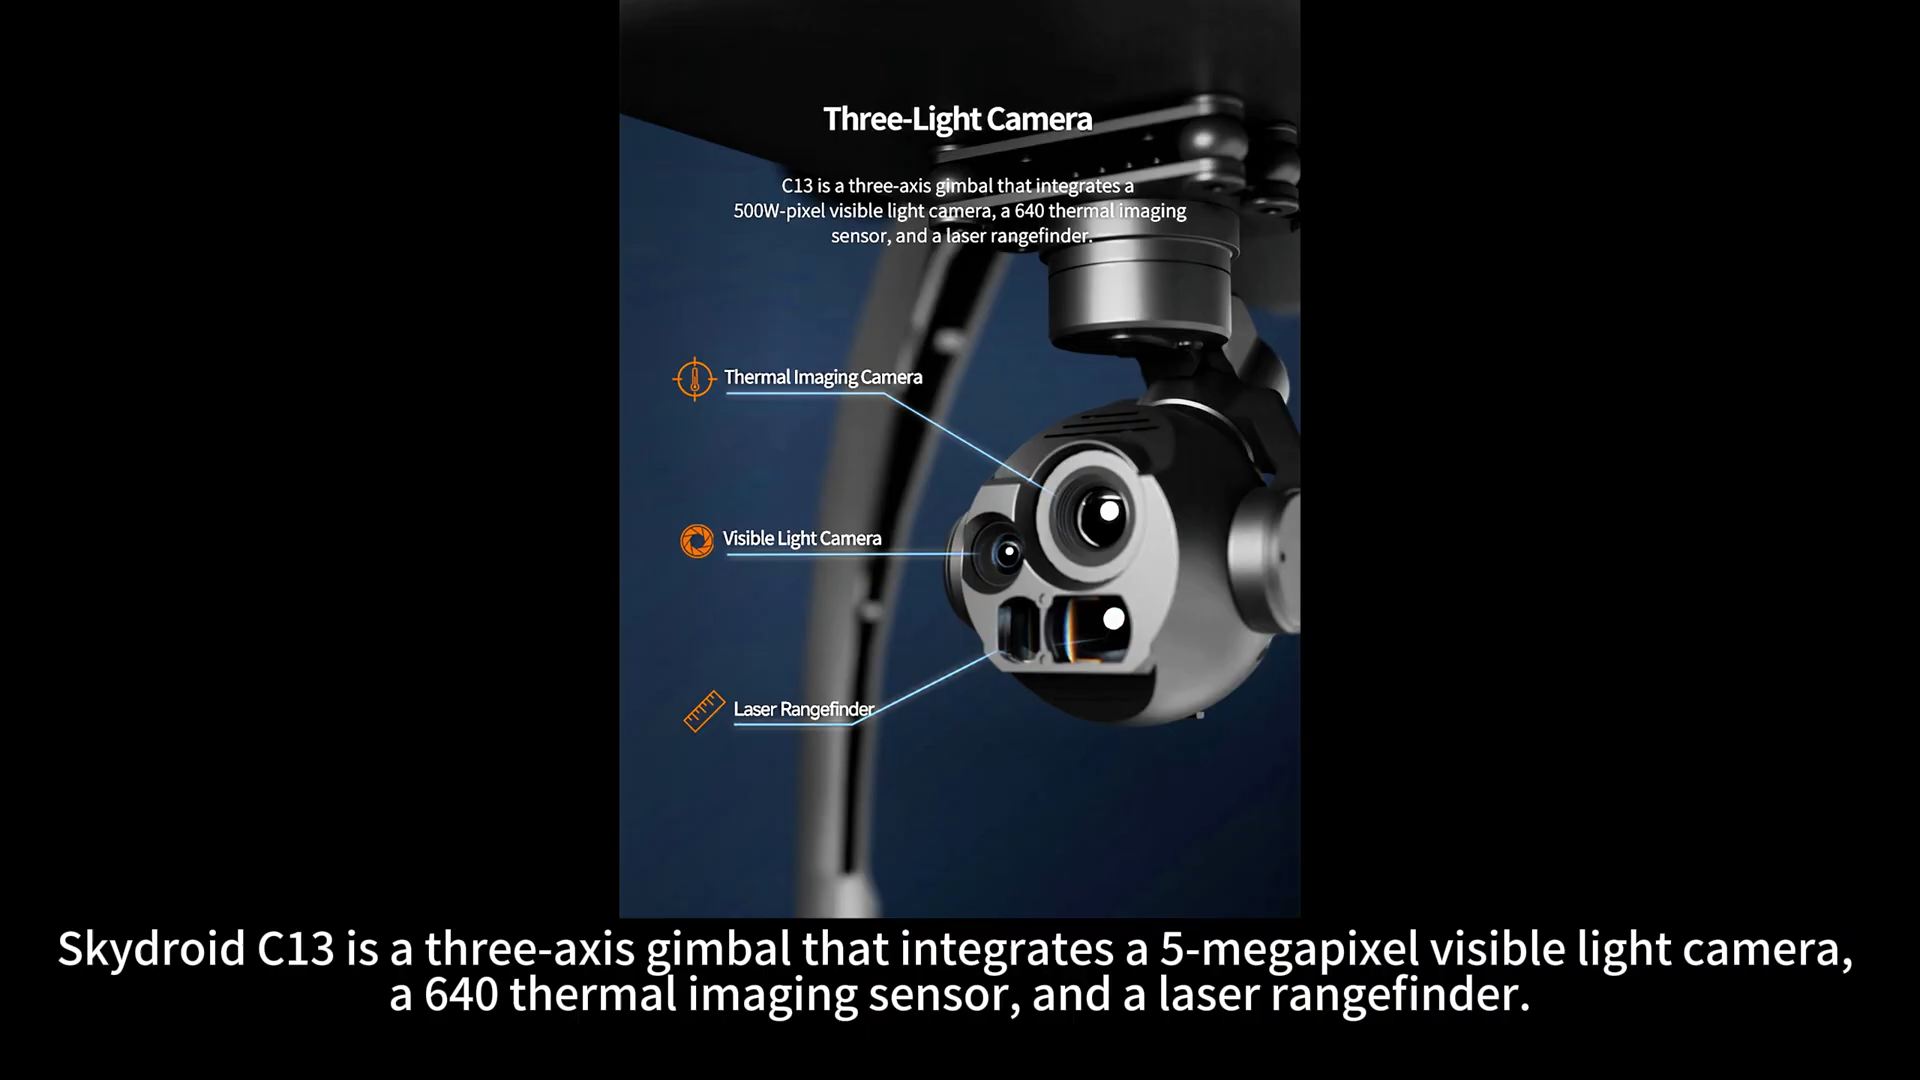 Three-Light Camera
C13 is a three-axis gimbal that integrates a
500W-pixel visible light camera, a 640 thermal imaging
sensor, and a laser rangefinder.
Thermal Imaging Camera
Visible Light Camera
Laser Rangefinder
Skydroid C13 is a three-axis gimbal that integrates a 5-megapixel visible light camera,
a 640 thermal imaging sensor, and a laser rangefinder.